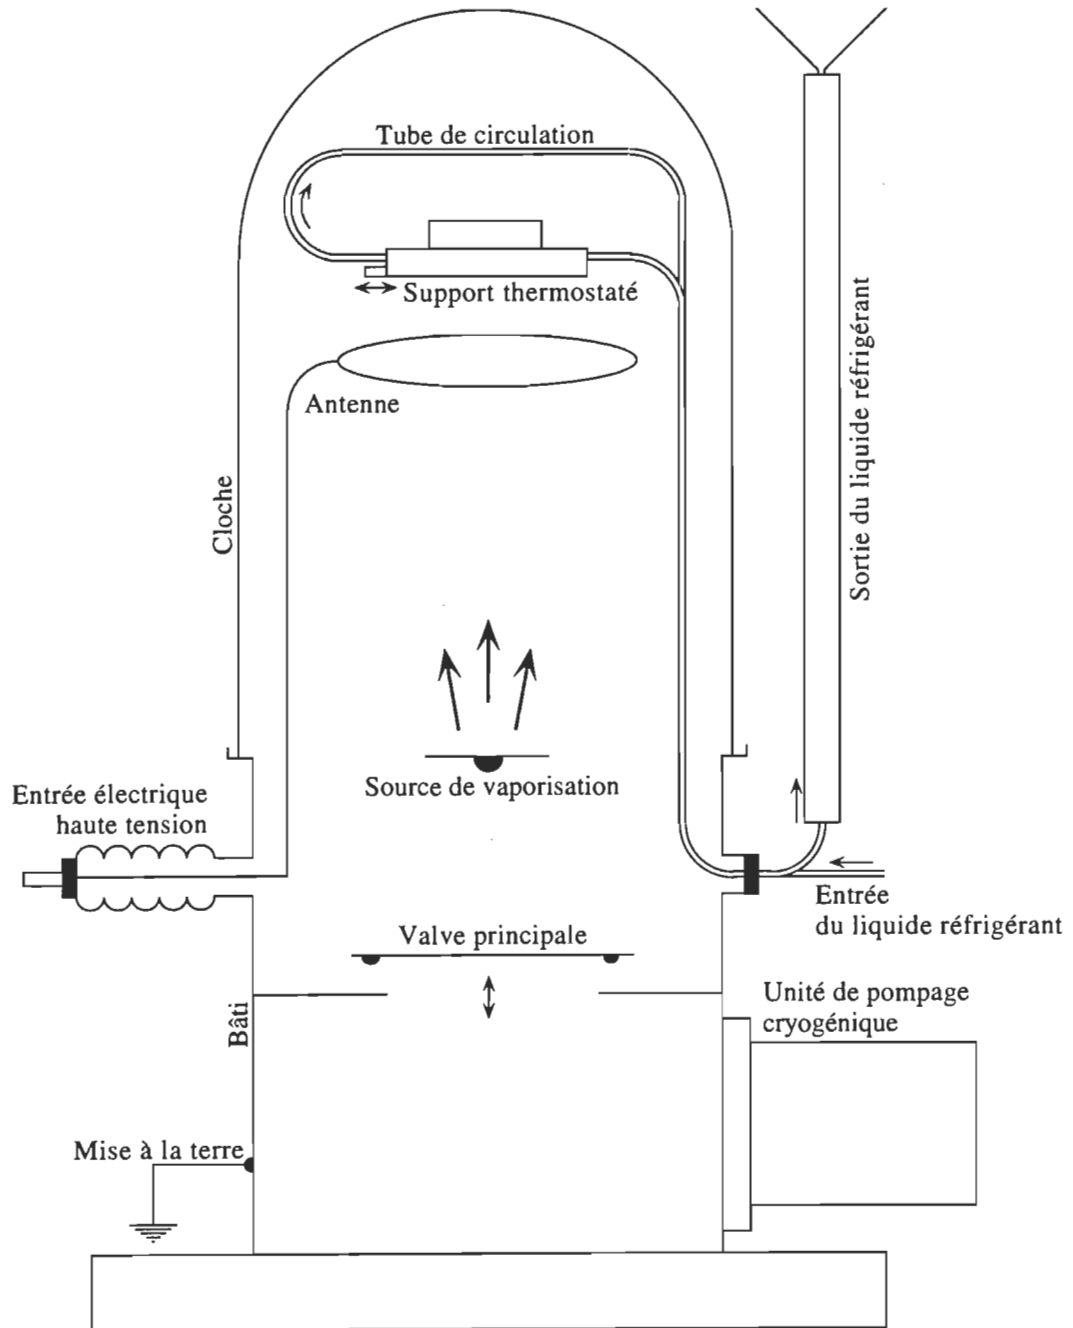 Tube de circulation
Support thermostaté
Antenne
Cloche
Sortie du liquide réfrigérant
Source de vaporisation
Entrée électrique
haute tension
Entrée
du liquide réfrigérant
Valve principale
Bâti
Unité de pompage
cryogénique
Mise à la terre